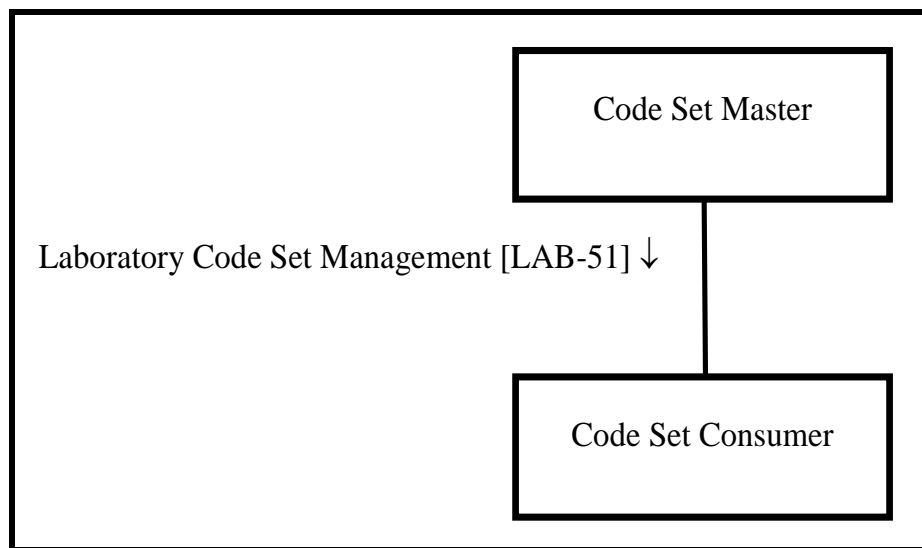 Code Set Master
Laboratory Code Set Management [LAB-51] ↓
Code Set Consumer